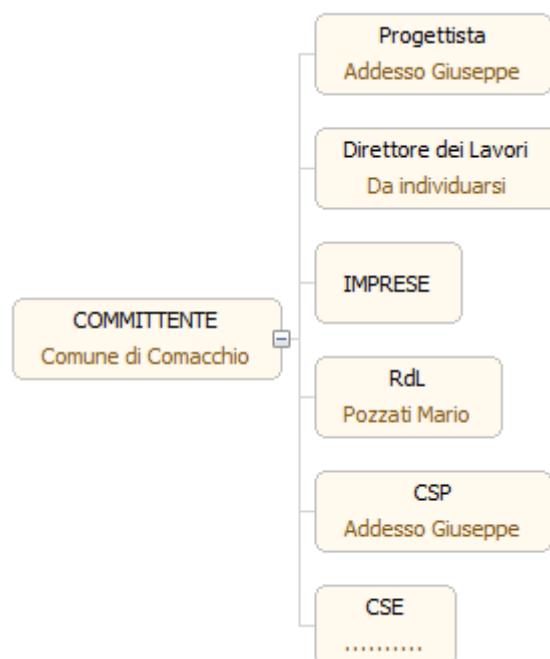 Progettista
Addesso Giuseppe
Direttore dei Lavori
Da individuarsi
IMPRESE
COMMITTENTE
Comune di Comacchio
RdL
Pozzati Mario
CSP
Addesso Giuseppe
CSE
..........